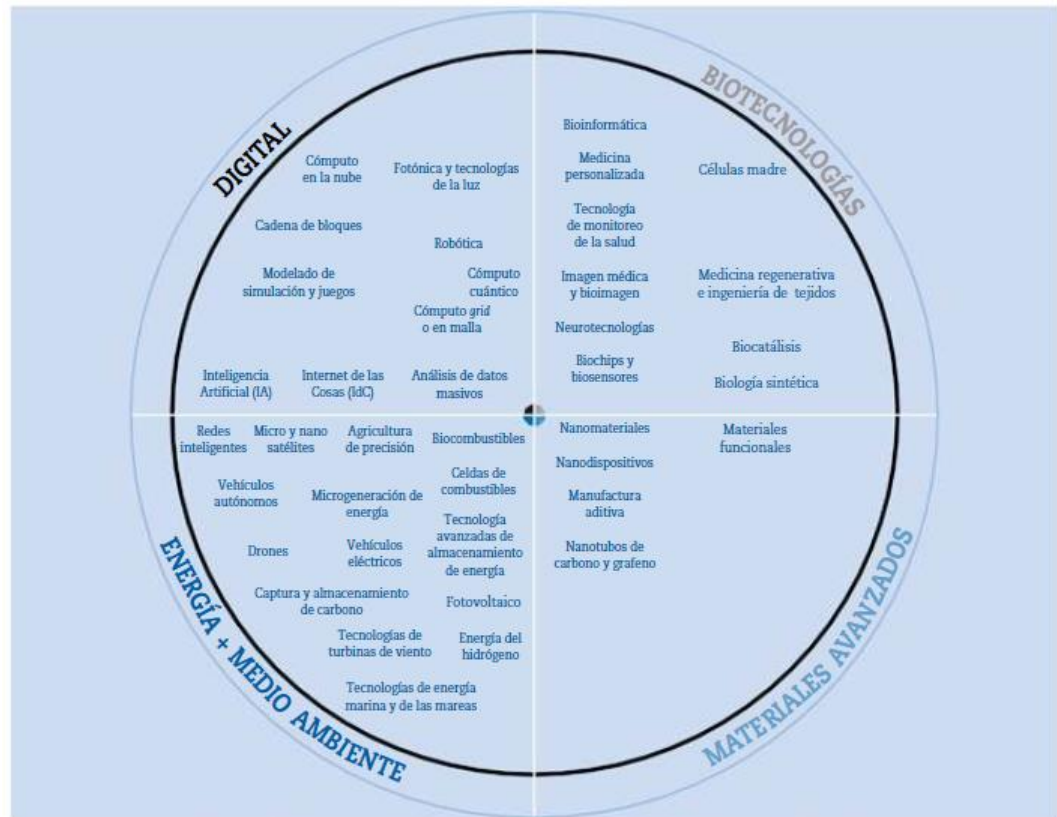 DIGITAL
Cómputo
en la nube
Fotónica y tecnologías
de la luz
Cadena de bloques
Robótica
Modelado de
simulación y juegos
Cómputo
cuántico
Cómputo grid
o en malla
Inteligencia
Artificial (IA)
Internet de las
Cosas (IdC)
Análisis de datos
masivos
BIOTECNOLOGÍAS
Bioinformática
Medicina
personalizada
Células madre
Tecnología
de monitoreo
de la salud
Imagen médica
y bioimagen
Medicina regenerativa
e ingeniería de tejidos
Neurotecnologías
Biocatálisis
Biochips y
biosensores
Biología sintética
ENERGÍA + MEDIO AMBIENTE
Redes
inteligentes
Micro y nano
satélites
Agricultura
de precisión
Biocombustibles
Vehículos
autónomos
Microgeneración de
energía
Celdas de
combustibles
Drones
Vehículos
eléctricos
Tecnología
avanzadas de
almacenamiento
de energía
Captura y almacenamiento
de carbono
Fotovoltaico
Tecnologías de
turbinas de viento
Energía del
hidrógeno
Tecnologías de energía
marina y de las mareas
MATERIALES AVANZADOS
Nanomateriales
Materiales
funcionales
Nanodispositivos
Manufactura
aditiva
Nanotubos de
carbono y grafeno